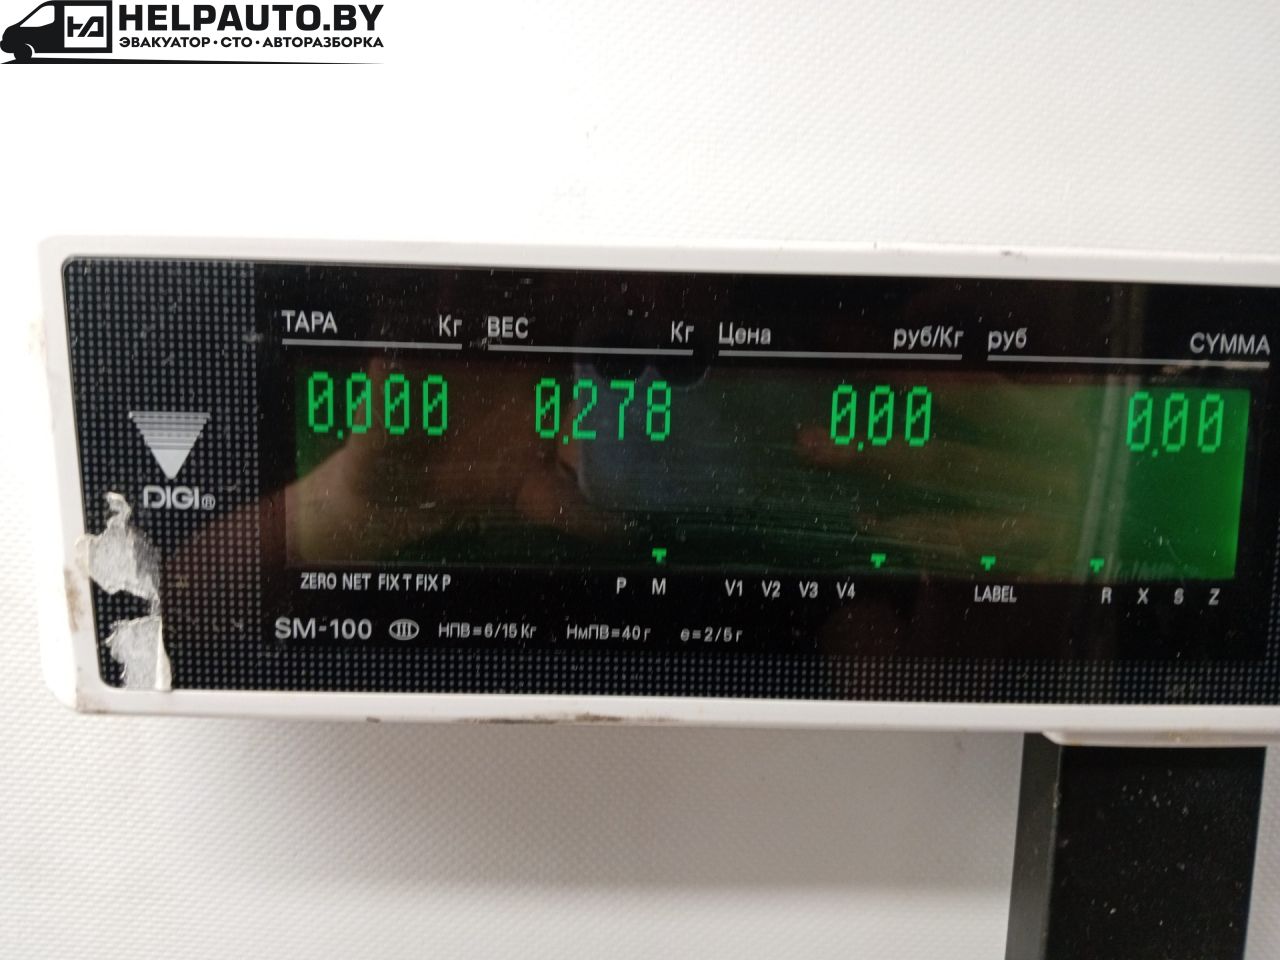 HELPAUTO.BY
ЭВАКУАТОР · СТО · АВТОРАЗБОРКА
ТАРА Кг ВЕС Кг Цена руб/Кг руб СУММА
0.000 0.278 0.00 0.00
DIGI®
ZERO NET FIX T FIX P P M V1 V2 V3 V4 LABEL R X S Z
SM-100 III НПВ=6/15 Кг НмПВ=40 г e=2/5 г